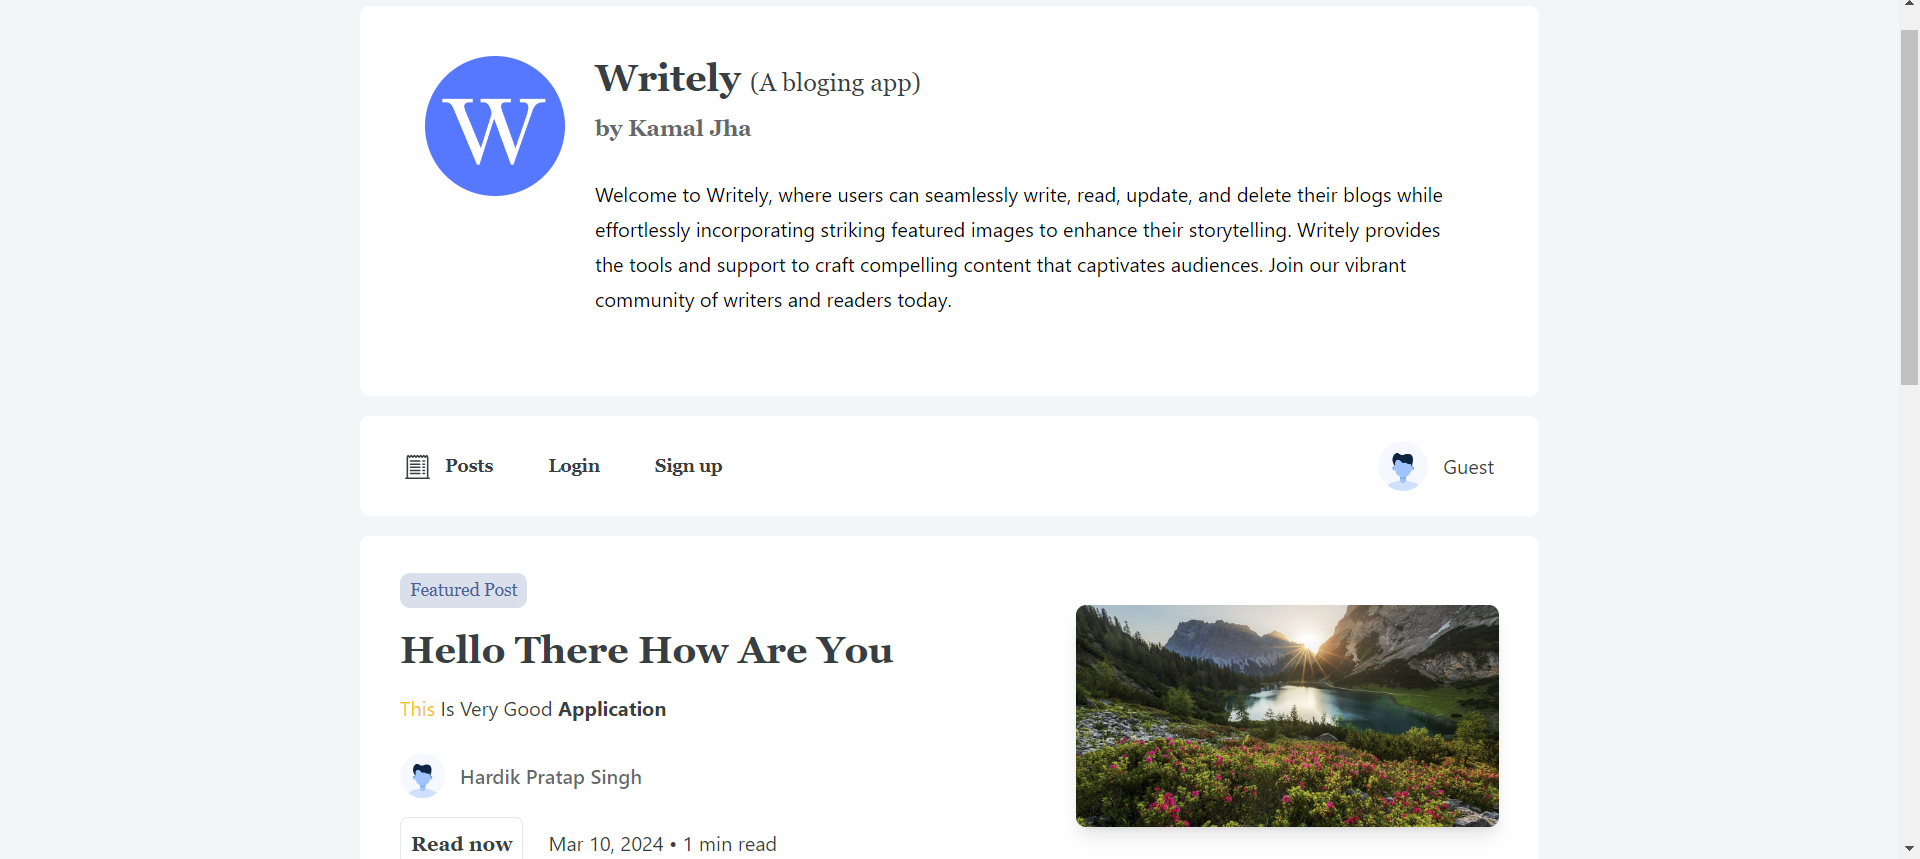 W
Writely (A bloging app)
by Kamal Jha
Welcome to Writely, where users can seamlessly write, read, update, and delete their blogs while
effortlessly incorporating striking featured images to enhance their storytelling. Writely provides
the tools and support to craft compelling content that captivates audiences. Join our vibrant
community of writers and readers today.
Posts Login Sign up Guest
Featured Post
Hello There How Are You
This Is Very Good Application
Hardik Pratap Singh
Read now Mar 10, 2024 • 1 min read